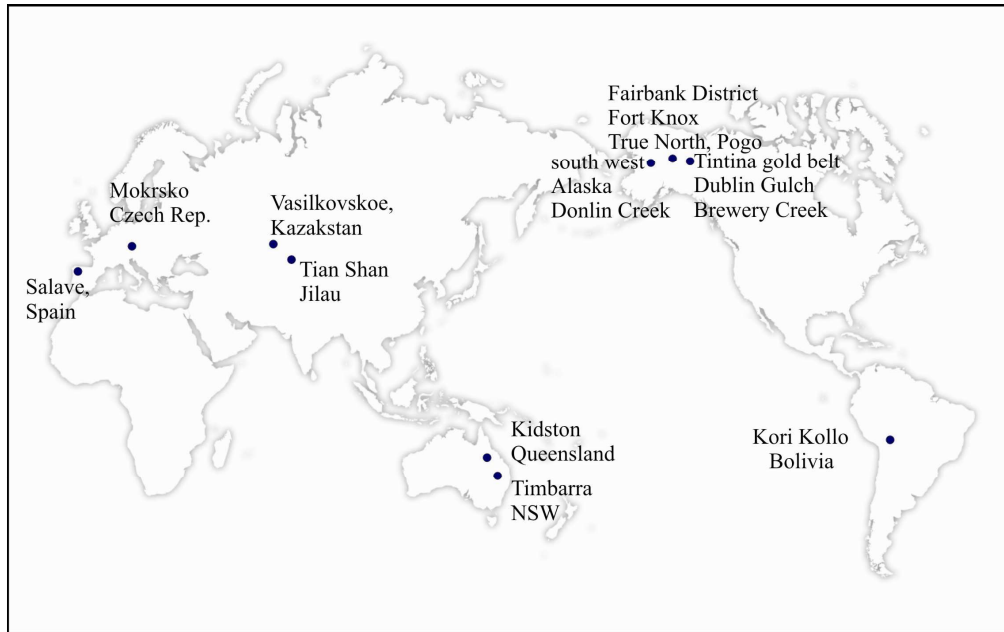 Fairbank District
Fort Knox
True North, Pogo
south west
Alaska
Donlin Creek
Tintina gold belt
Dublin Gulch
Brewery Creek
Mokrsko
Czech Rep.
Vasilkovskoe,
Kazakstan
Tian Shan
Jilau
Salave,
Spain
Kidston
Queensland
Timbarra
NSW
Kori Kollo
Bolivia